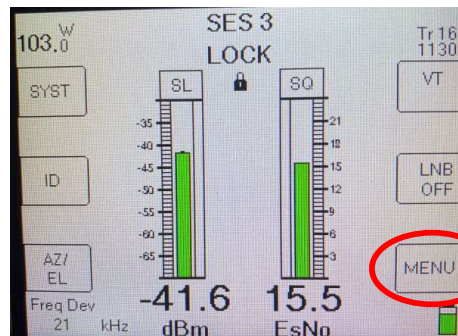 103.0 W
SES 3
Tr 16
1130
LOCK
SYST
SL
SQ
VT
-35
-40
-45
-50
-55
-60
-65
21
18
15
12
9
6
3
ID
LNB
OFF
AZ/
EL
MENU
Freq Dev
21 kHz
-41.6
dBm
15.5
EsNo